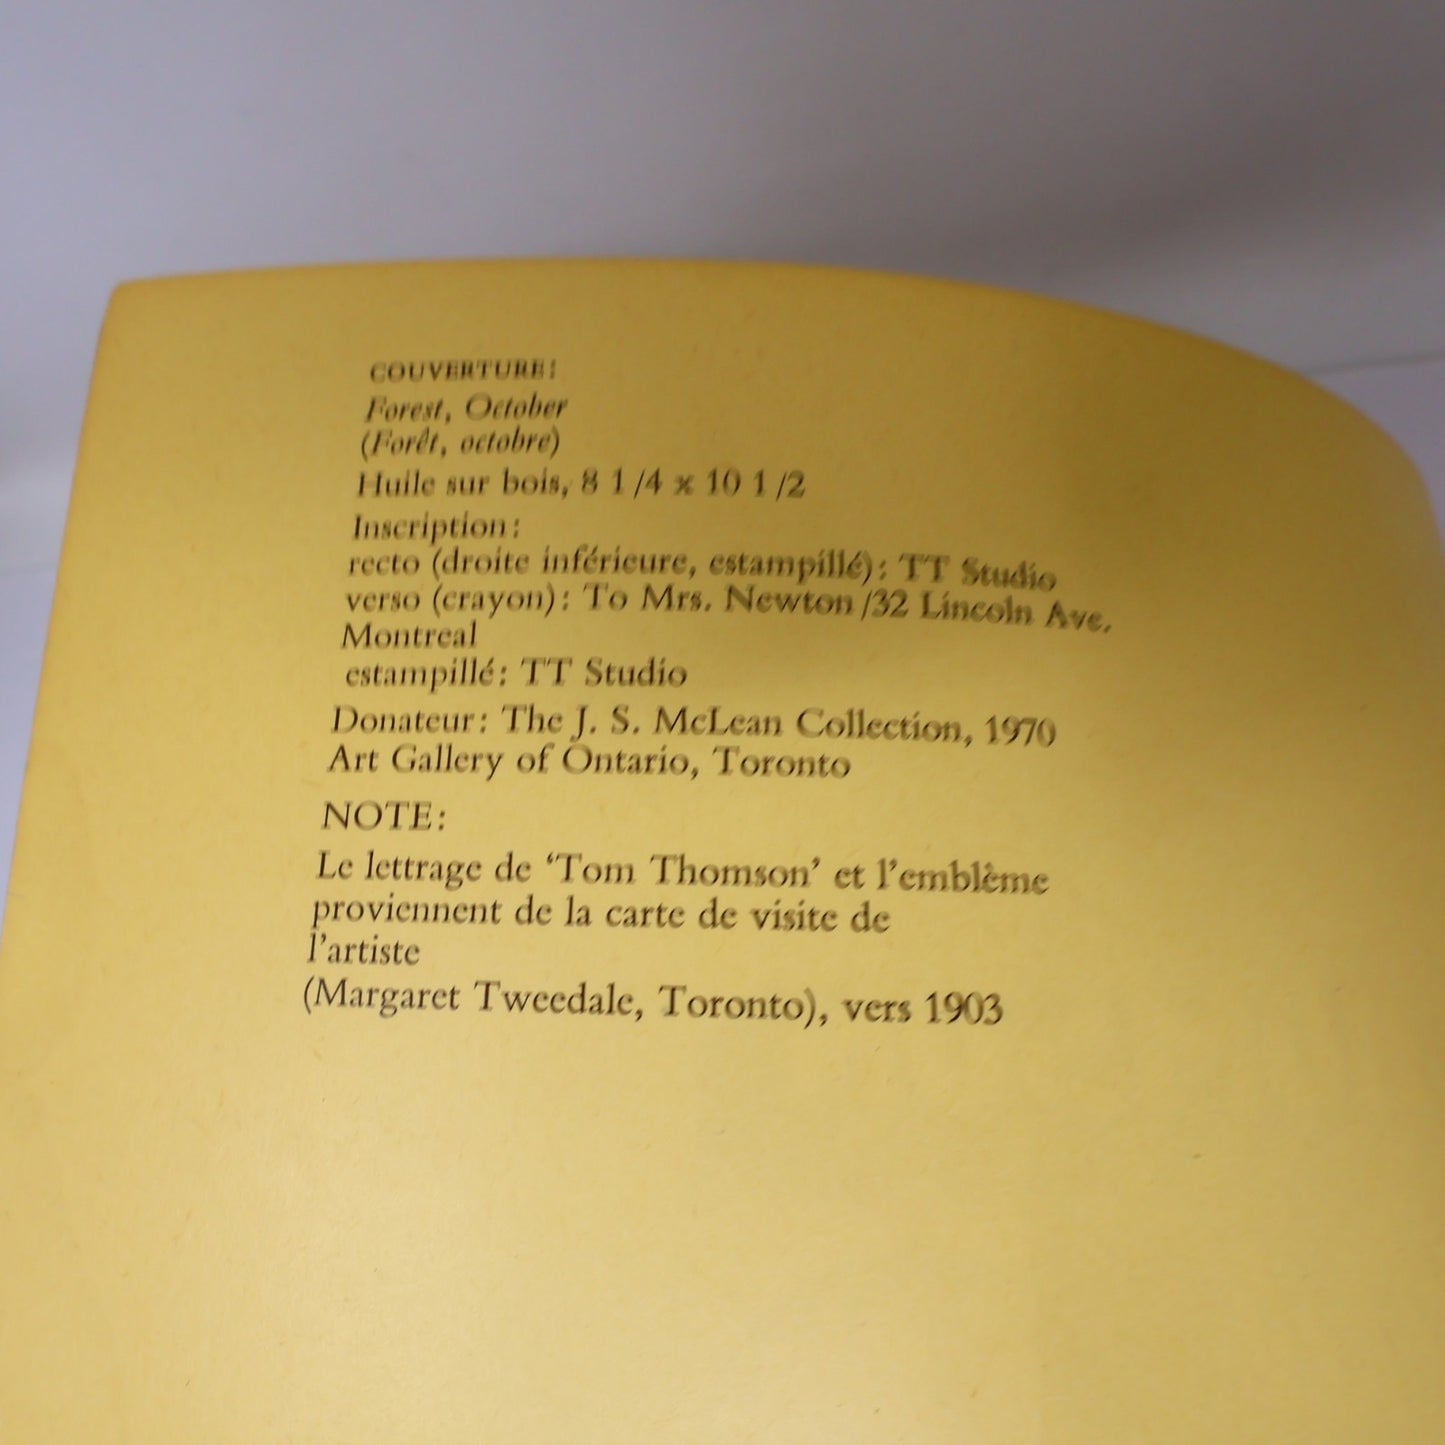 COUVERTURE:
Forest, October
(Forêt, octobre)
Huile sur bois, 8 1/4 x 10 1/2
Inscription:
recto (droite inférieure, estampillé): TT Studio
verso (crayon): To Mrs. Newton/32 Lincoln Ave.
Montreal
estampillé: TT Studio
Donateur: The J. S. McLean Collection, 1970
Art Gallery of Ontario, Toronto
NOTE:
Le lettrage de ‘Tom Thomson’ et l’emblème
proviennent de la carte de visite de
l’artiste
(Margaret Tweedale, Toronto), vers 1903